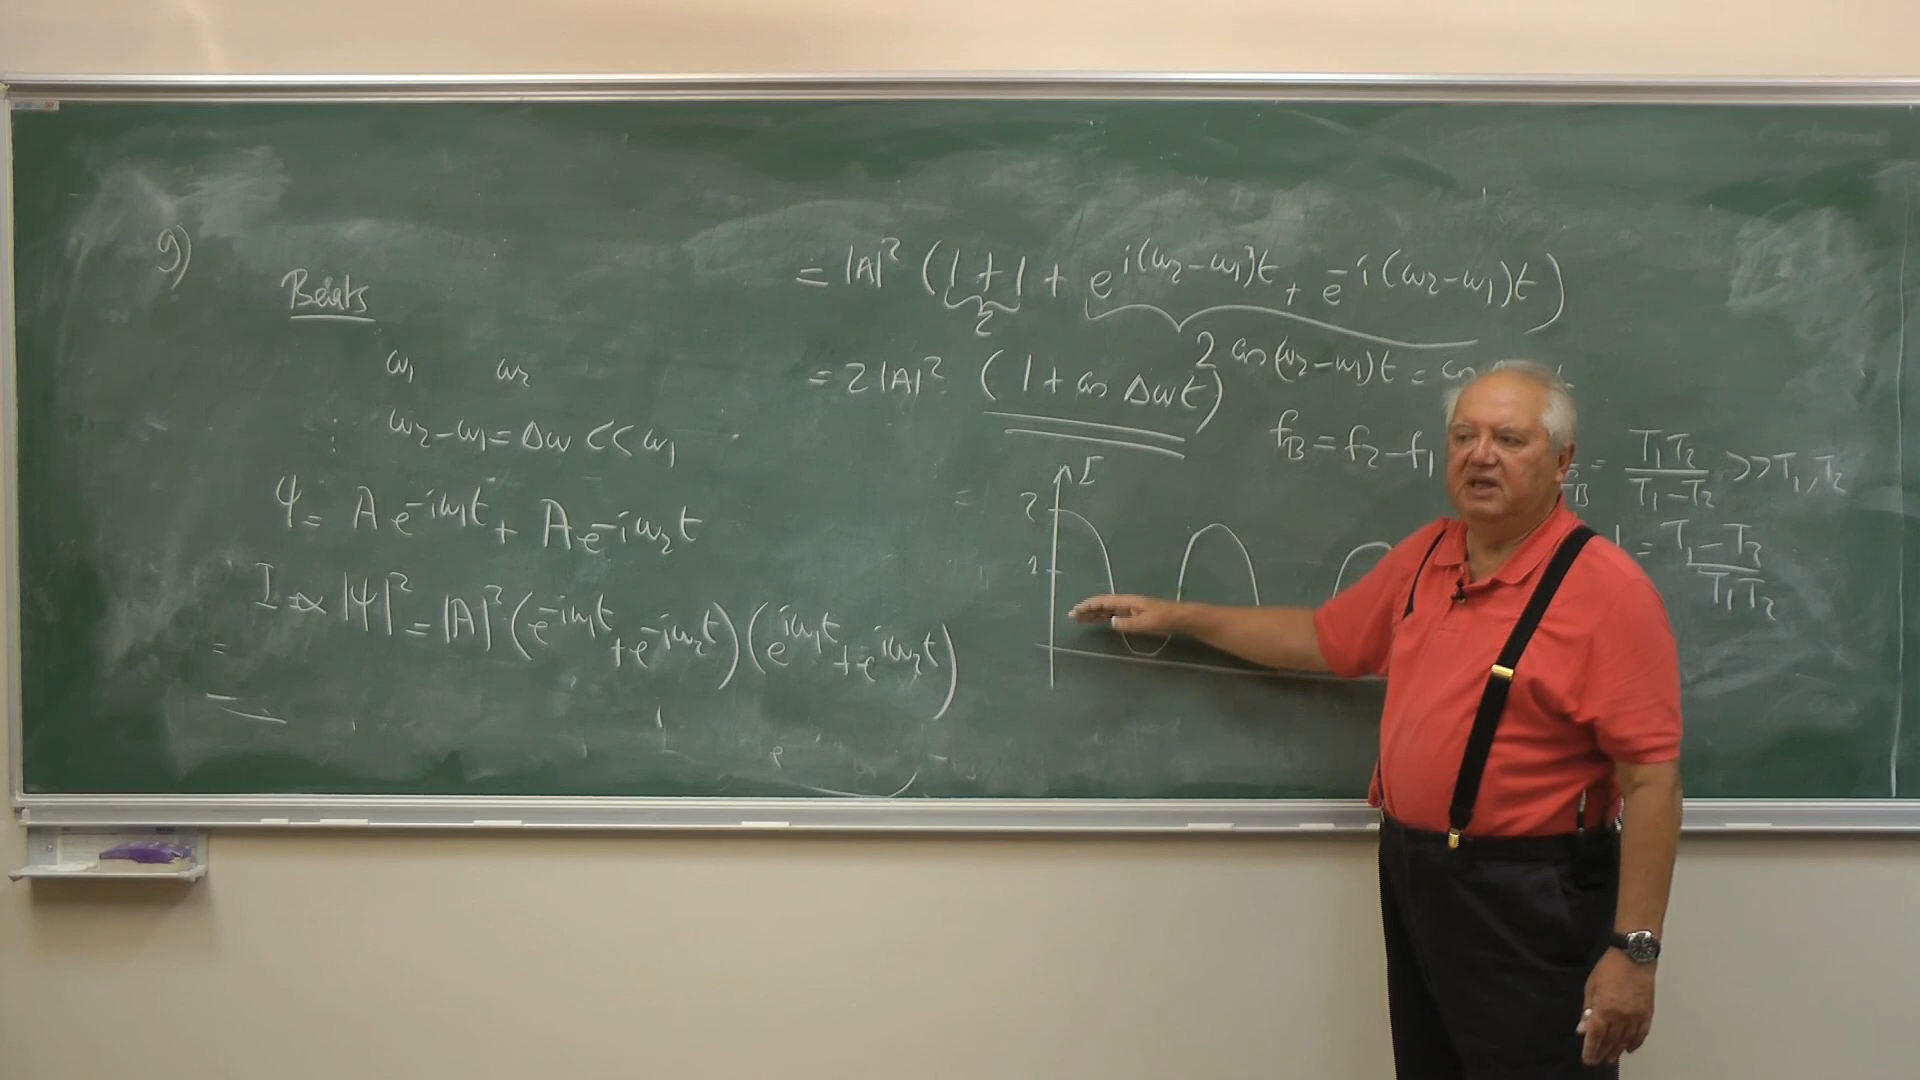 9)
Beats
ω₁ ω₂
ω₂-ω₁ = Δω << ω₁
ψ = A e^{-iω₁t} + A e^{-iω₂t}
I ∝ |ψ|² = |A|² (e^{-iω₁t} + e^{-iω₂t})(e^{iω₁t} + e^{iω₂t})
= |A|² (1 + 1 + e^{i(ω₂-ω₁)t} + e^{-i(ω₂-ω₁)t})
2
2 cos(ω₂-ω₁)t = cos
= 2|A|² (1 + cos Δωt)
f_B = f₂ - f₁
= T₁T₂ / T₁-T₂ >> T₁, T₂
= T₁-T₂ / T₁T₂
I
2
1